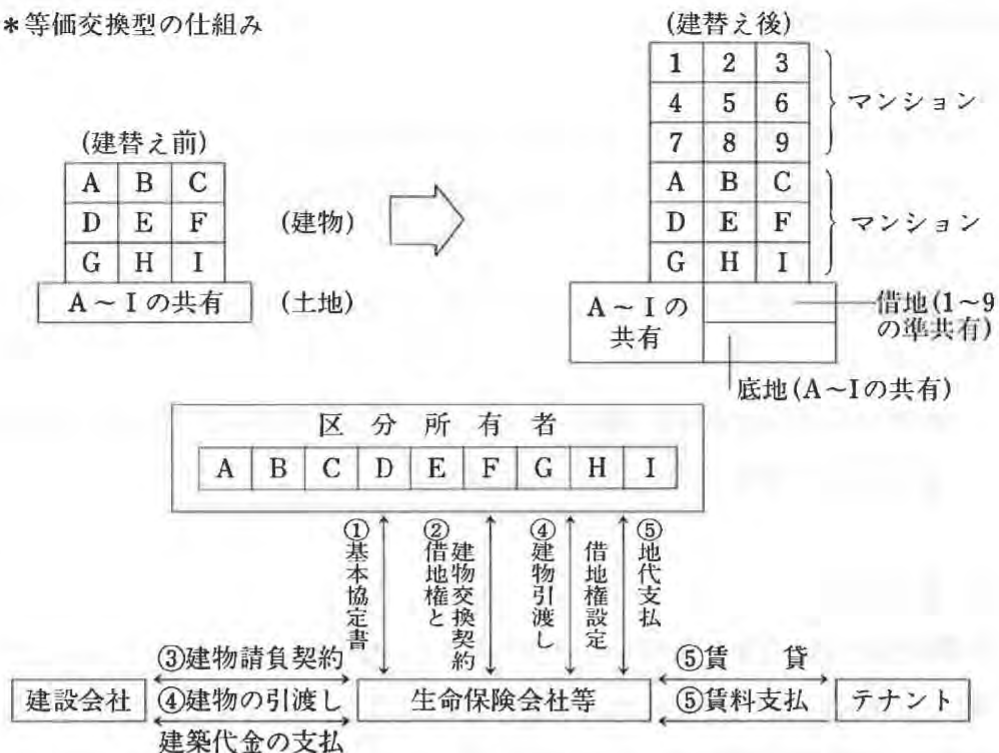 *等価交換型の仕組み
(建替え後)
1 2 3
4 5 6
7 8 9
マンション
A B C
D E F
G H I
マンション
A～Iの
共有
借地(1～9
の準共有)
底地(A～Iの共有)
(建替え前)
A B C
D E F
G H I
(建物)
A～Iの共有
(土地)
区分所有者
A B C D E F G H I
①基本協定書
②借地権と
建物交換契約
④建物引渡し
借地権設定
⑤地代支払
③建物請負契約
④建物の引渡し
建築代金の支払
建設会社
生命保険会社等
⑤賃 貸
⑤賃料支払
テナント